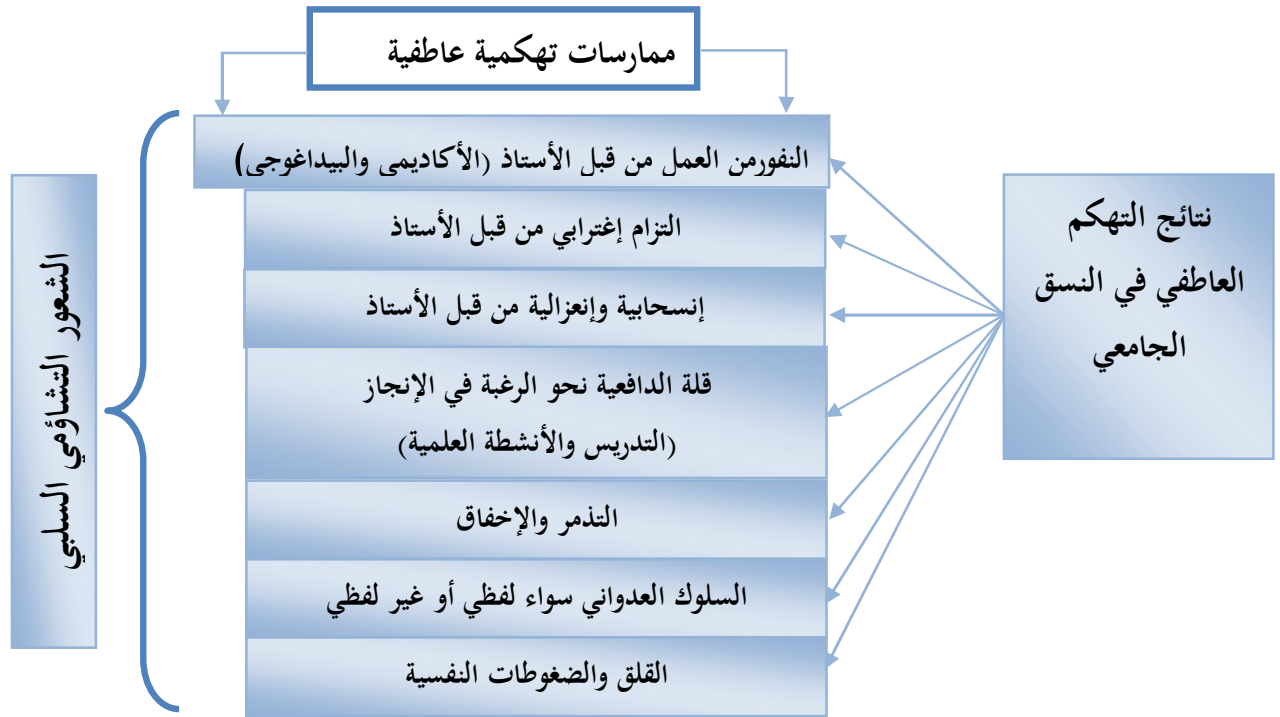 ممارسات تهكمية عاطفية
نتائج التهكم
العاطفي في النسق
الجامعي
النفورمن العمل من قبل الأستاذ (الأكاديمي والبيداغوجي)
التزام إغترابي من قبل الأستاذ
إنسحابية وإنعزالية من قبل الأستاذ
قلة الدافعية نحو الرغبة في الإنجاز
(التدريس والأنشطة العلمية)
التذمر والإخفاق
السلوك العدواني سواء لفظي أو غير لفظي
القلق والضغوطات النفسية
الشعور التشاؤمي السلبي